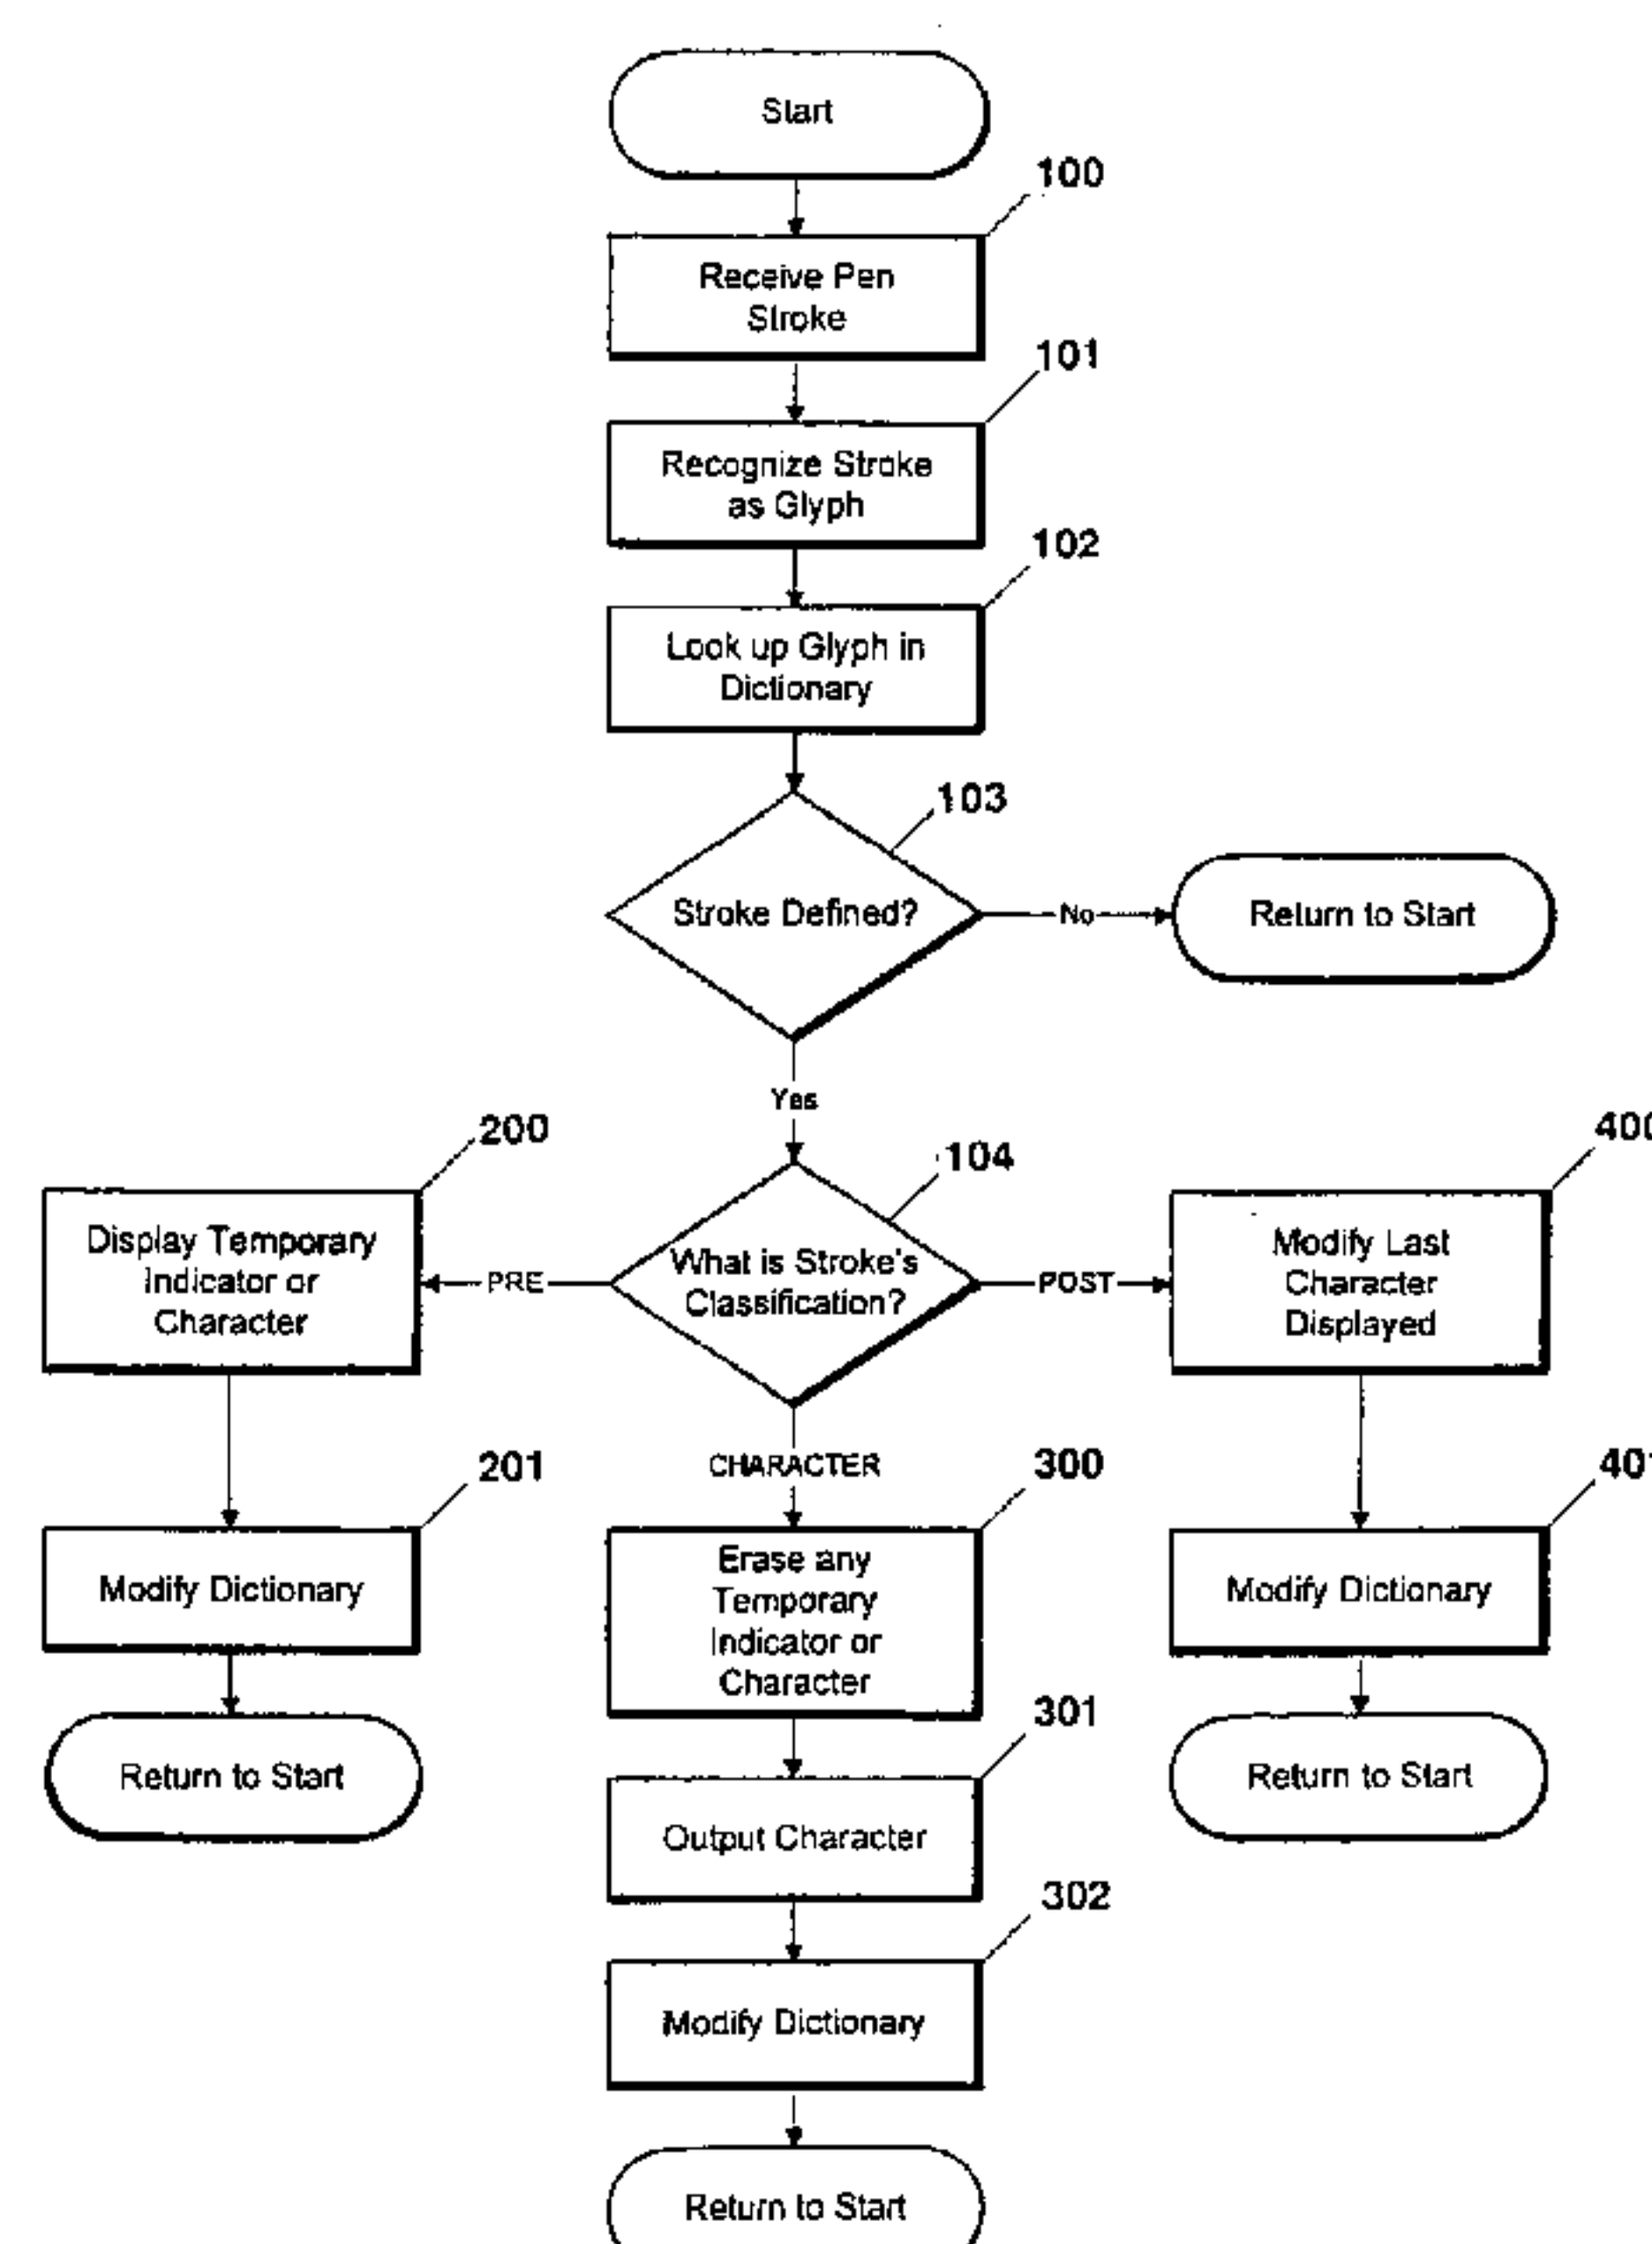 Start
100
Receive Pen
Stroke
101
Recognize Stroke
as Glyph
102
Look up Glyph in
Dictionary
103
Stroke Defined?
No
Return to Start
Yes
104
What is Stroke's
Classification?
PRE
200
Display Temporary
Indicator or
Character
201
Modify Dictionary
Return to Start
CHARACTER
300
Erase any
Temporary
Indicator or
Character
301
Output Character
302
Modify Dictionary
Return to Start
POST
400
Modify Last
Character
Displayed
401
Modify Dictionary
Return to Start